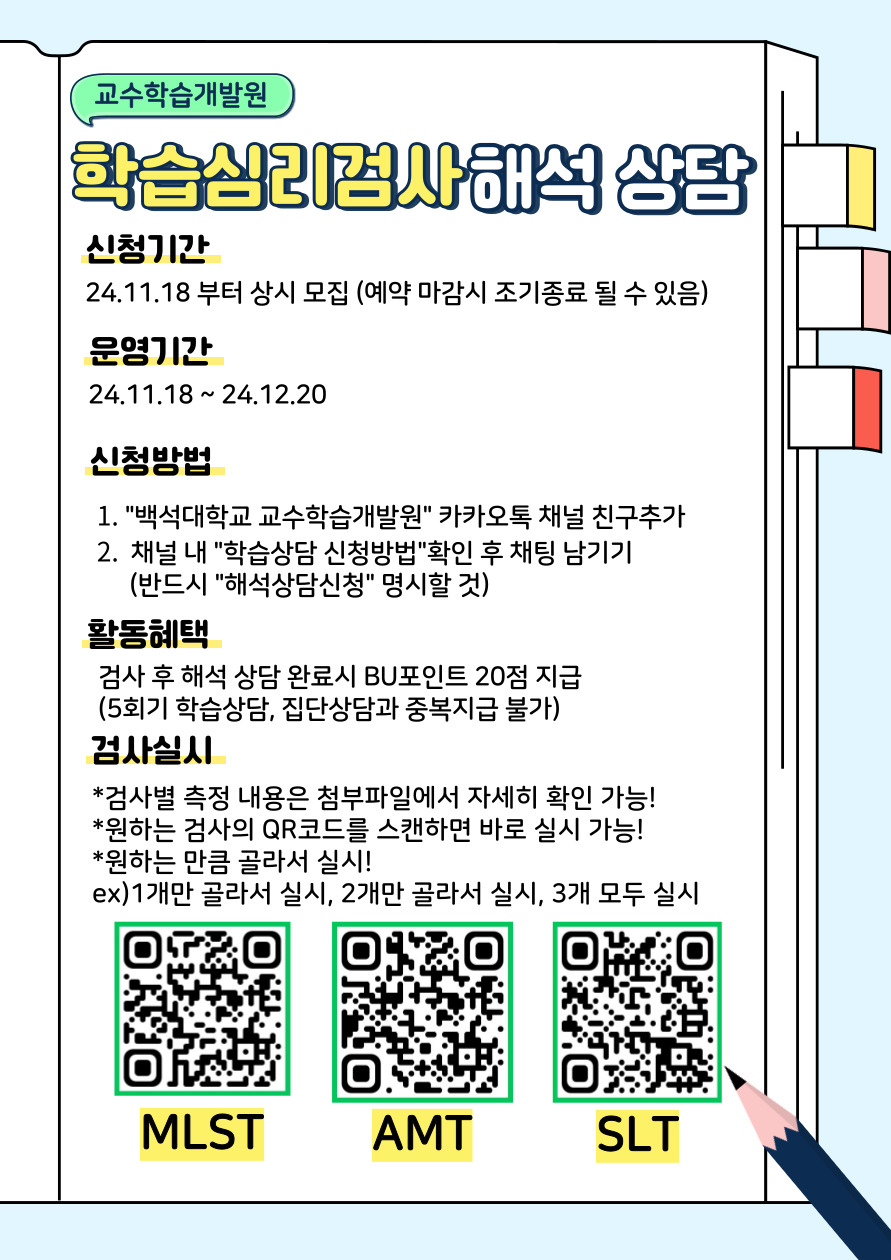 교수학습개발원
학습심리검사해석 상담
신청기간
24.11.18 부터 상시 모집 (예약 마감시 조기종료 될 수 있음)
운영기간
24.11.18 ~ 24.12.20
신청방법
1. "백석대학교 교수학습개발원" 카카오톡 채널 친구추가
2. 채널 내 "학습상담 신청방법"확인 후 채팅 남기기
(반드시 "해석상담신청" 명시할 것)
활동혜택
검사 후 해석 상담 완료시 BU포인트 20점 지급
(5회기 학습상담, 집단상담과 중복지급 불가)
검사실시
*검사별 측정 내용은 첨부파일에서 자세히 확인 가능!
*원하는 검사의 QR코드를 스캔하면 바로 실시 가능!
*원하는 만큼 골라서 실시!
ex)1개만 골라서 실시, 2개만 골라서 실시, 3개 모두 실시
MLST AMT SLT